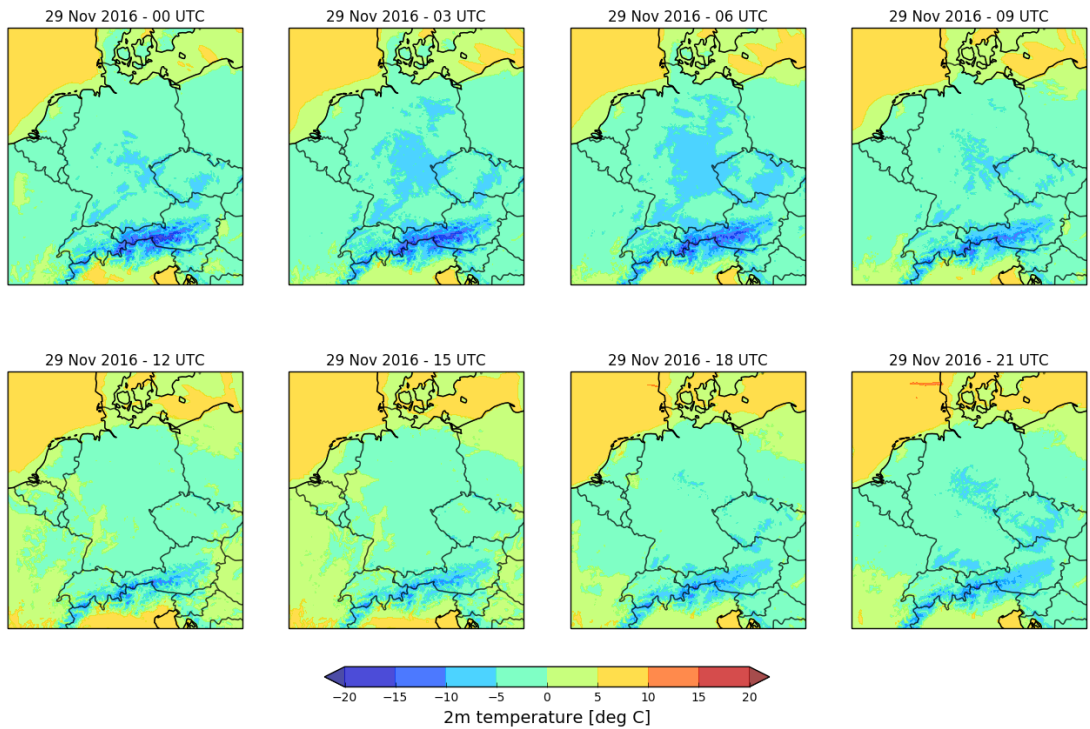 29 Nov 2016 - 00 UTC
29 Nov 2016 - 03 UTC
29 Nov 2016 - 06 UTC
29 Nov 2016 - 09 UTC
29 Nov 2016 - 12 UTC
29 Nov 2016 - 15 UTC
29 Nov 2016 - 18 UTC
29 Nov 2016 - 21 UTC
−20 −15 −10 −5 0 5 10 15 20
2m temperature [deg C]